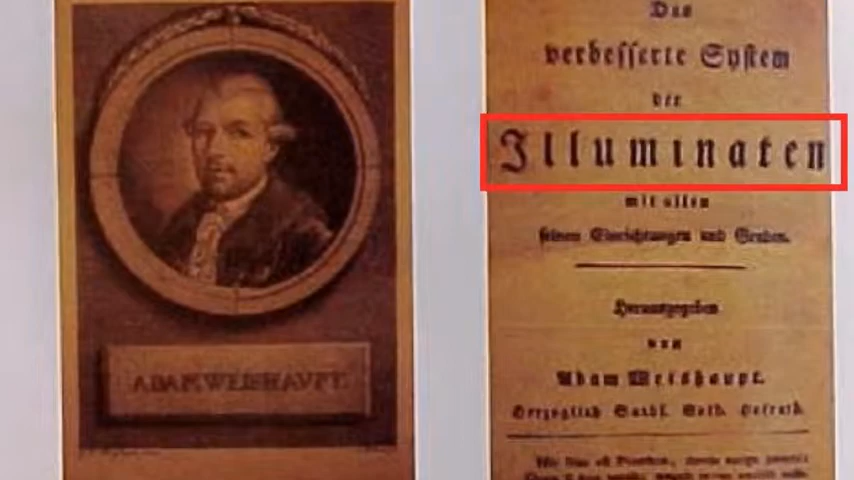 ADAM WEISHAVPT.
Das
verbesserte System
der
Illuminaten
mit allen
seinen Einrichtungen und Graden.
Herausgegeben
von
Adam Weishaupt.
Herzoglich Sachs. Goth. Hofrath.